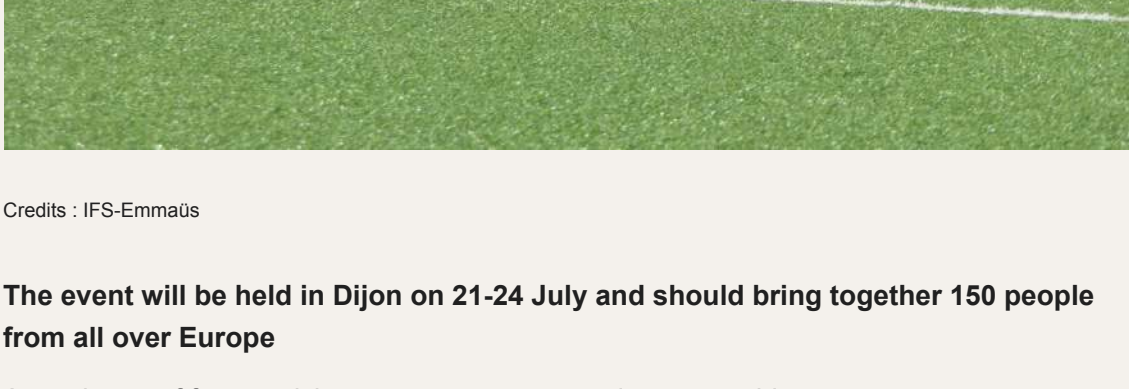 Credits : IFS-Emmaüs
The event will be held in Dijon on 21-24 July and should bring together 150 people
from all over Europe